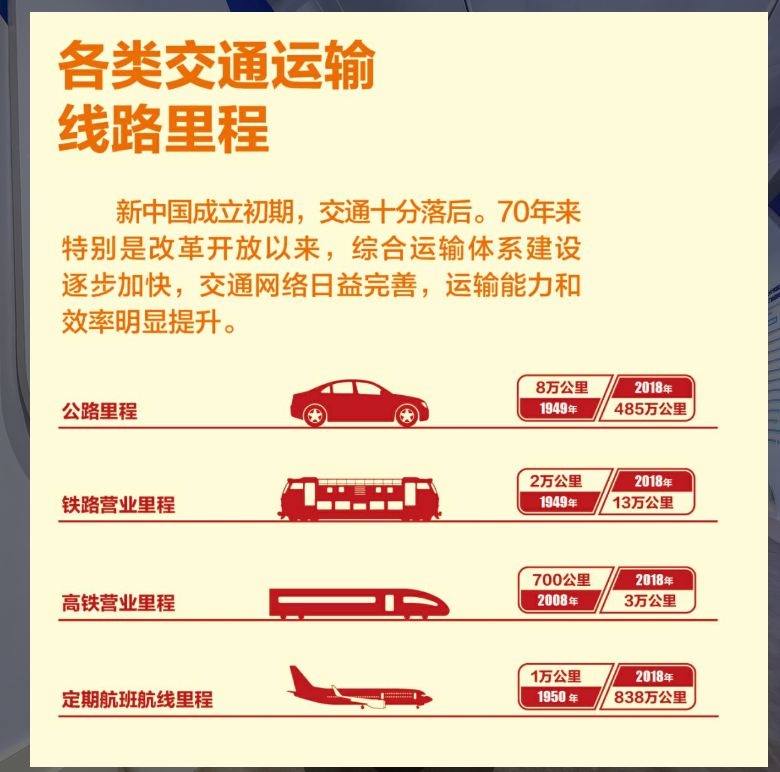 各类交通运输
线路里程
新中国成立初期，交通十分落后。70年来
特别是改革开放以来，综合运输体系建设
逐步加快，交通网络日益完善，运输能力和
效率明显提升。
公路里程
8万公里
1949年
2018年
485万公里
铁路营业里程
2万公里
1949年
2018年
13万公里
高铁营业里程
700公里
2008年
2018年
3万公里
定期航班航线里程
1万公里
1950年
2018年
838万公里